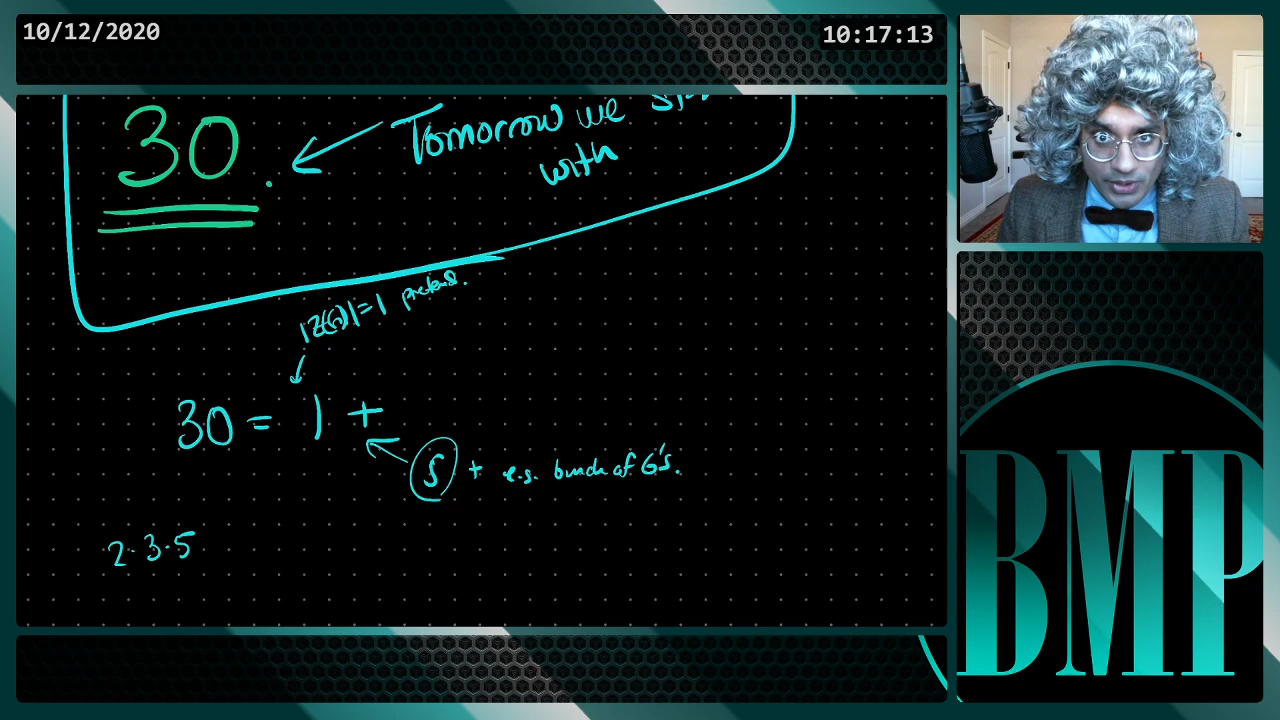 10/12/2020
10:17:13
30. ← Tomorrow we
with
|Z(G)|=1 pretend.
30 = 1 +
5 + e.g. bunch of 6's.
2·3·5
BMP